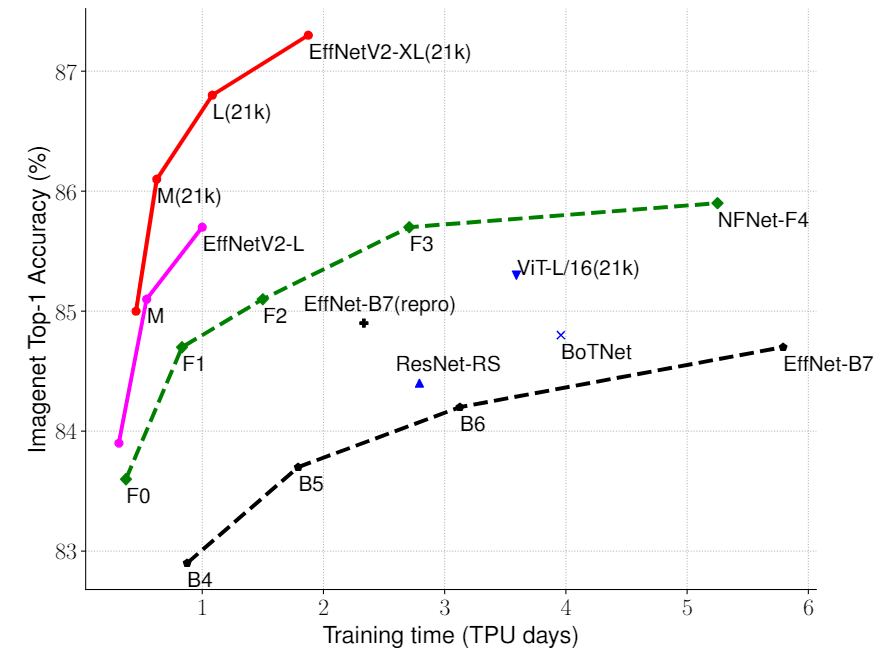 Imagenet Top-1 Accuracy (%)
87
86
85
84
83
EffNetV2-XL(21k)
L(21k)
M(21k)
EffNetV2-L
M
NFNet-F4
F3
F2
F1
F0
ViT-L/16(21k)
EffNet-B7(repro)
BoTNet
ResNet-RS
EffNet-B7
B6
B5
B4
1 2 3 4 5 6
Training time (TPU days)